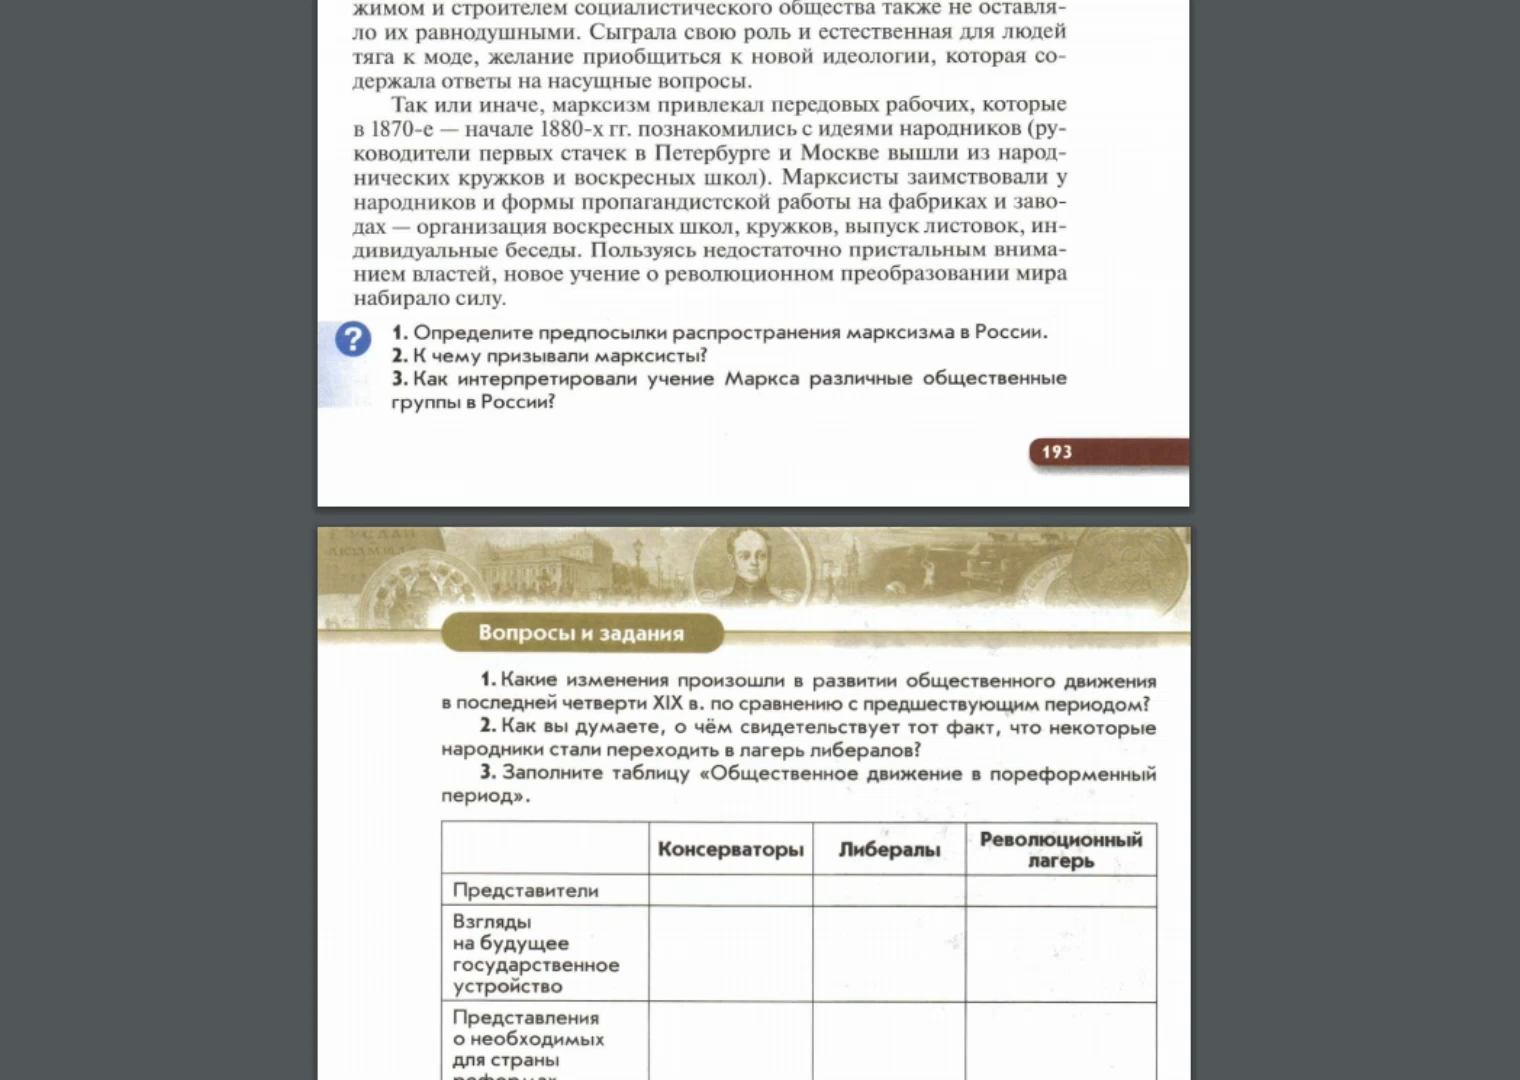 жимом и строителем социалистического общества также не оставля-
ло их равнодушными. Сыграла свою роль и естественная для людей
тяга к моде, желание приобщиться к новой идеологии, которая со-
держала ответы на насущные вопросы.
Так или иначе, марксизм привлекал передовых рабочих, которые
в 1870-е — начале 1880-х гг. познакомились с идеями народников (ру-
ководители первых стачек в Петербурге и Москве вышли из народ-
нических кружков и воскресных школ). Марксисты заимствовали у
народников и формы пропагандистской работы на фабриках и заво-
дах — организация воскресных школ, кружков, выпуск листовок, ин-
дивидуальные беседы. Пользуясь недостаточно пристальным внима-
нием властей, новое учение о революционном преобразовании мира
набирало силу.
?
1. Определите предпосылки распространения марксизма в России.
2. К чему призывали марксисты?
3. Как интерпретировали учение Маркса различные общественные
группы в России?
193
Вопросы и задания
1. Какие изменения произошли в развитии общественного движения
в последней четверти XIX в. по сравнению с предшествующим периодом?
2. Как вы думаете, о чём свидетельствует тот факт, что некоторые
народники стали переходить в лагерь либералов?
3. Заполните таблицу «Общественное движение в пореформенный
период».
Консерваторы
Либералы
Революционный
лагерь
Представители
Взгляды
на будущее
государственное
устройство
Представления
о необходимых
для страны
реформах